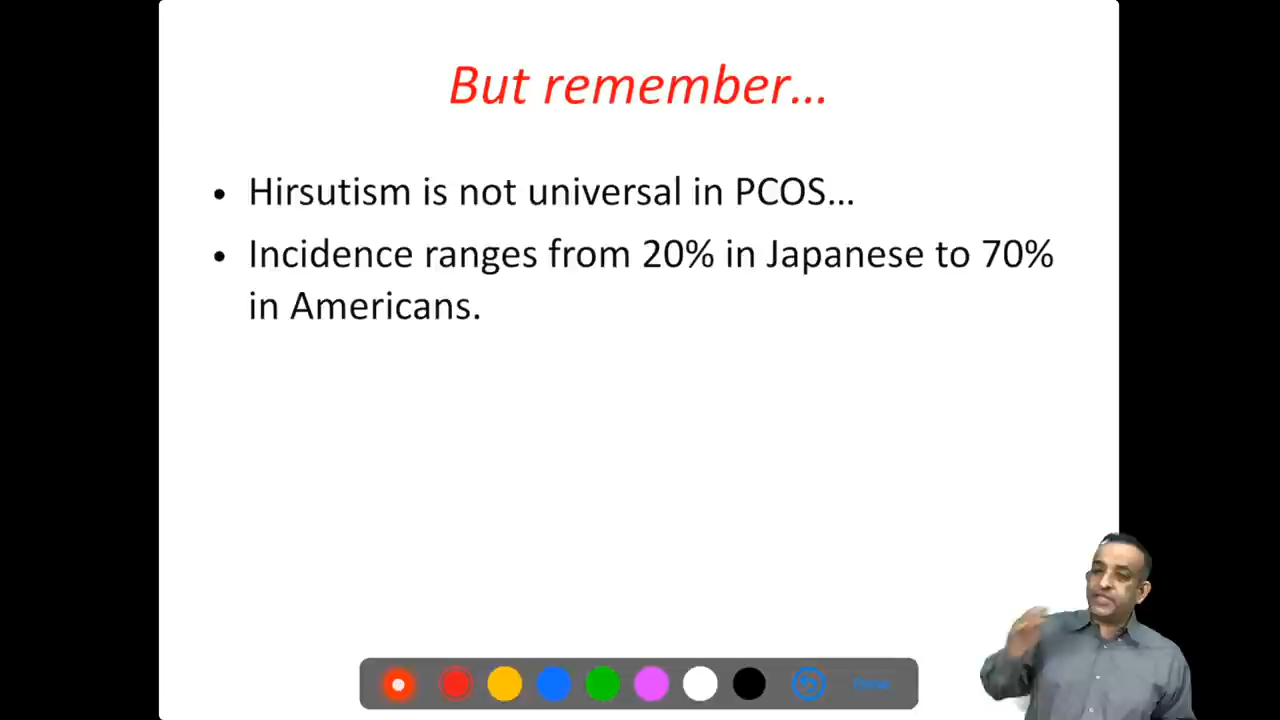 But remember...
• Hirsutism is not universal in PCOS...
• Incidence ranges from 20% in Japanese to 70%
in Americans.